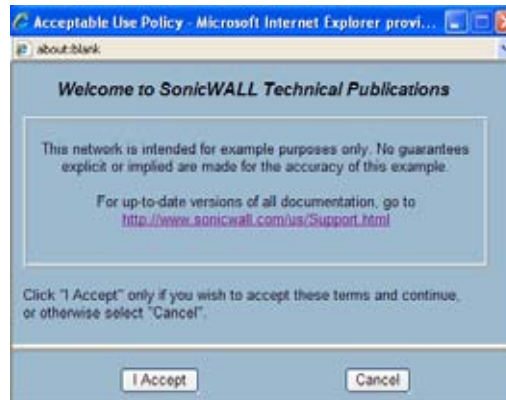 Acceptable Use Policy - Microsoft Internet Explorer provi...
about:blank
Welcome to SonicWALL Technical Publications
This network is intended for example purposes only. No guarantees
explicit or implied are made for the accuracy of this example.
For up-to-date versions of all documentation, go to
http://www.sonicwall.com/us/Support.html
Click "I Accept" only if you wish to accept these terms and continue,
or otherwise select "Cancel".
I Accept
Cancel